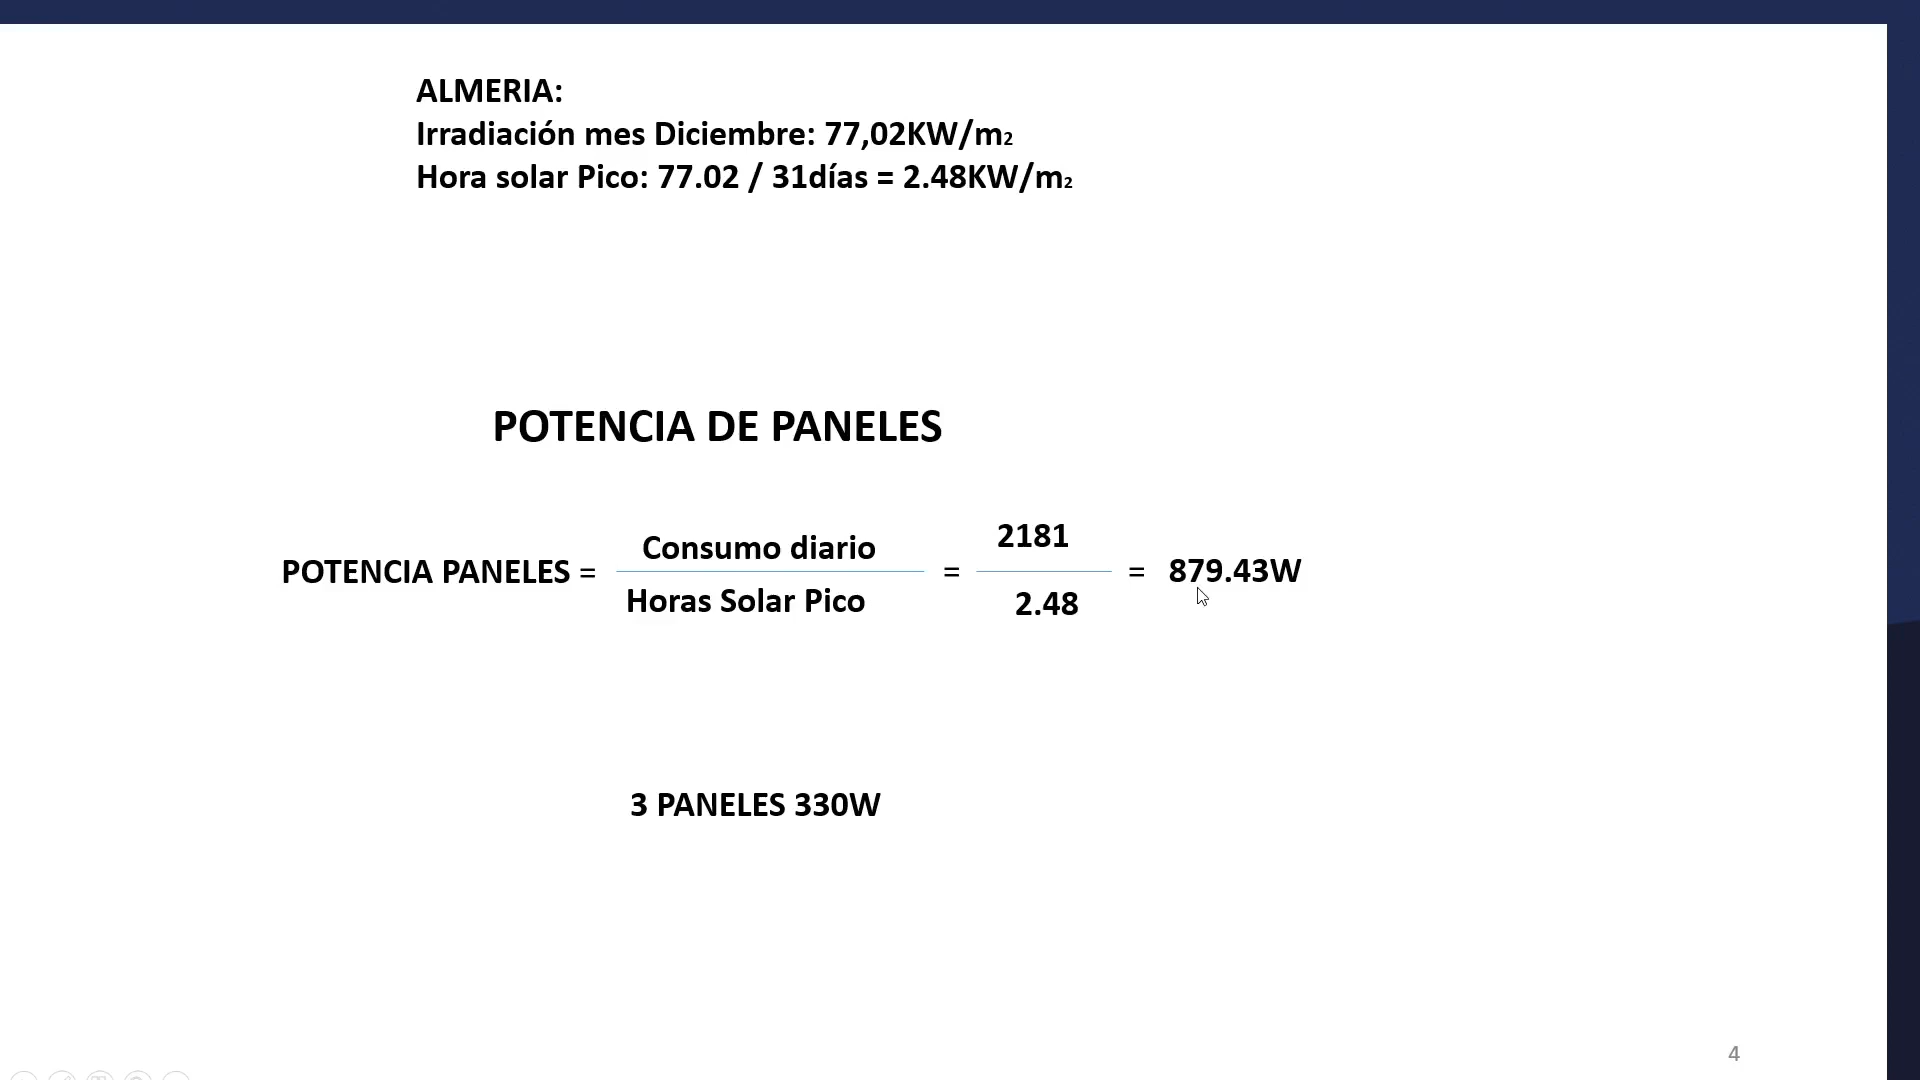 ALMERIA:
Irradiación mes Diciembre: 77,02KW/m2
Hora solar Pico: 77.02 / 31días = 2.48KW/m2
POTENCIA DE PANELES
POTENCIA PANELES = Consumo diario = 2181 = 879.43W
Horas Solar Pico 2.48
3 PANELES 330W
4